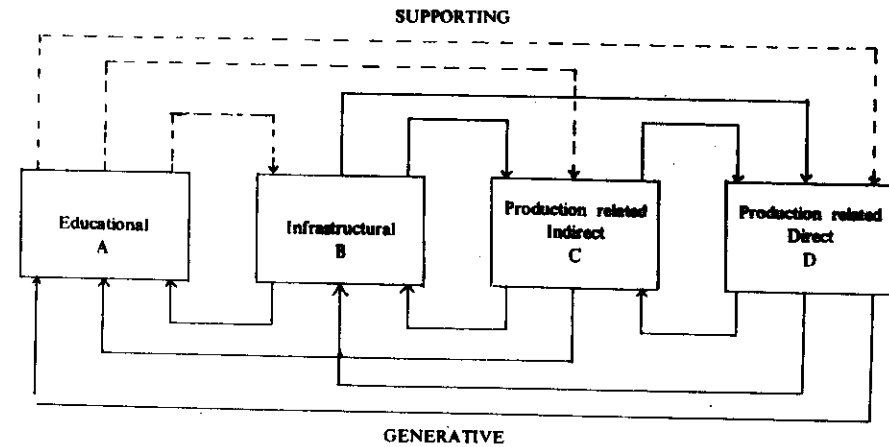 SUPPORTING
Educational
A
Infrastructural
B
Production related
Indirect
C
Production related
Direct
D
GENERATIVE